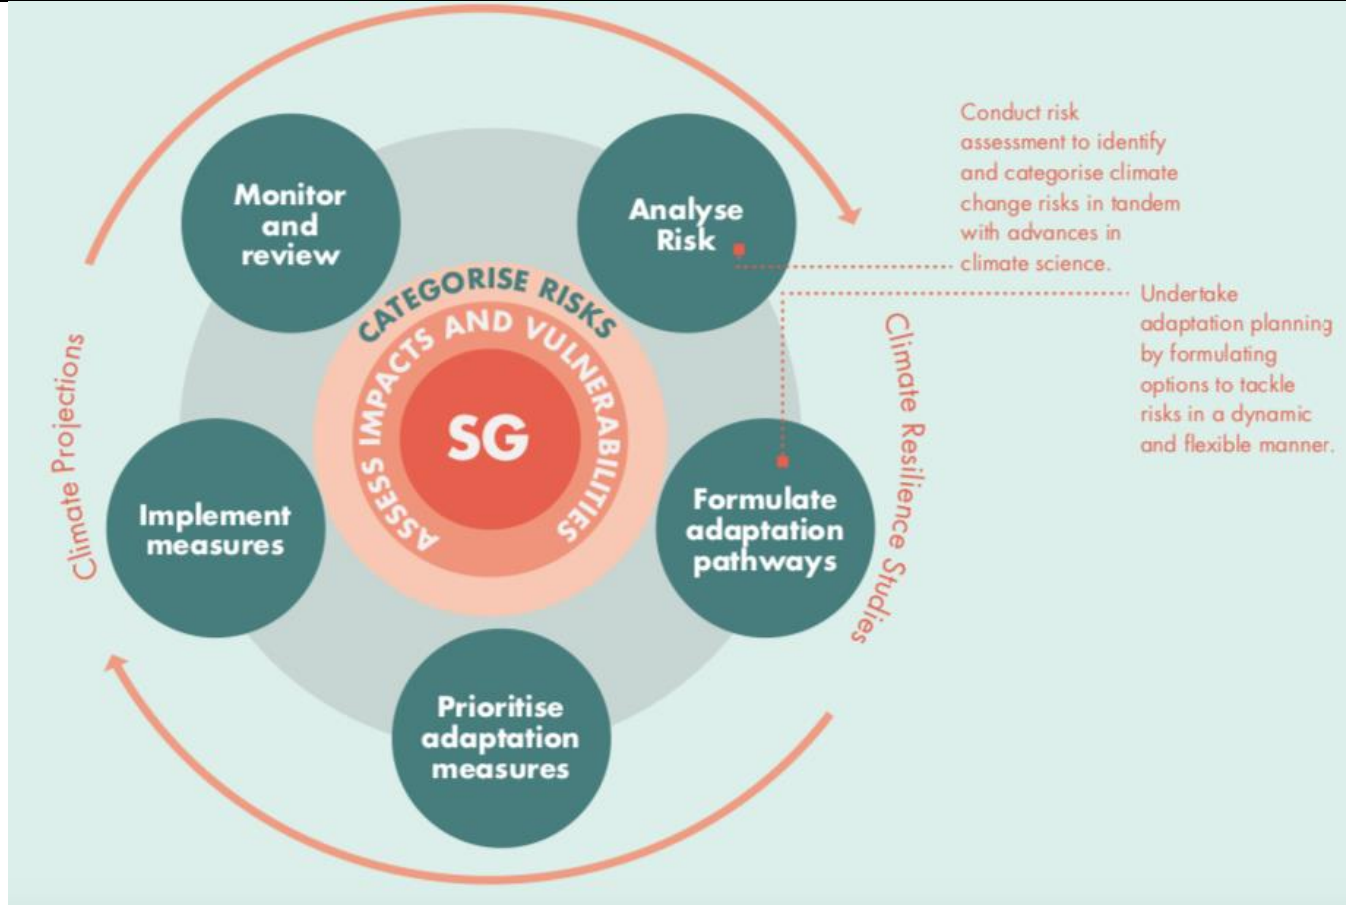 Monitor
and
review
Analyse
Risk
Conduct risk
assessment to identify
and categorise climate
change risks in tandem
with advances in
climate science.
Undertake
adaptation planning
by formulating
options to tackle
risks in a dynamic
and flexible manner.
CATEGORISE RISKS
ASSESS IMPACTS AND VULNERABILITIES
SG
Climate Projections
Climate Resilience Studies
Implement
measures
Formulate
adaptation
pathways
Prioritise
adaptation
measures